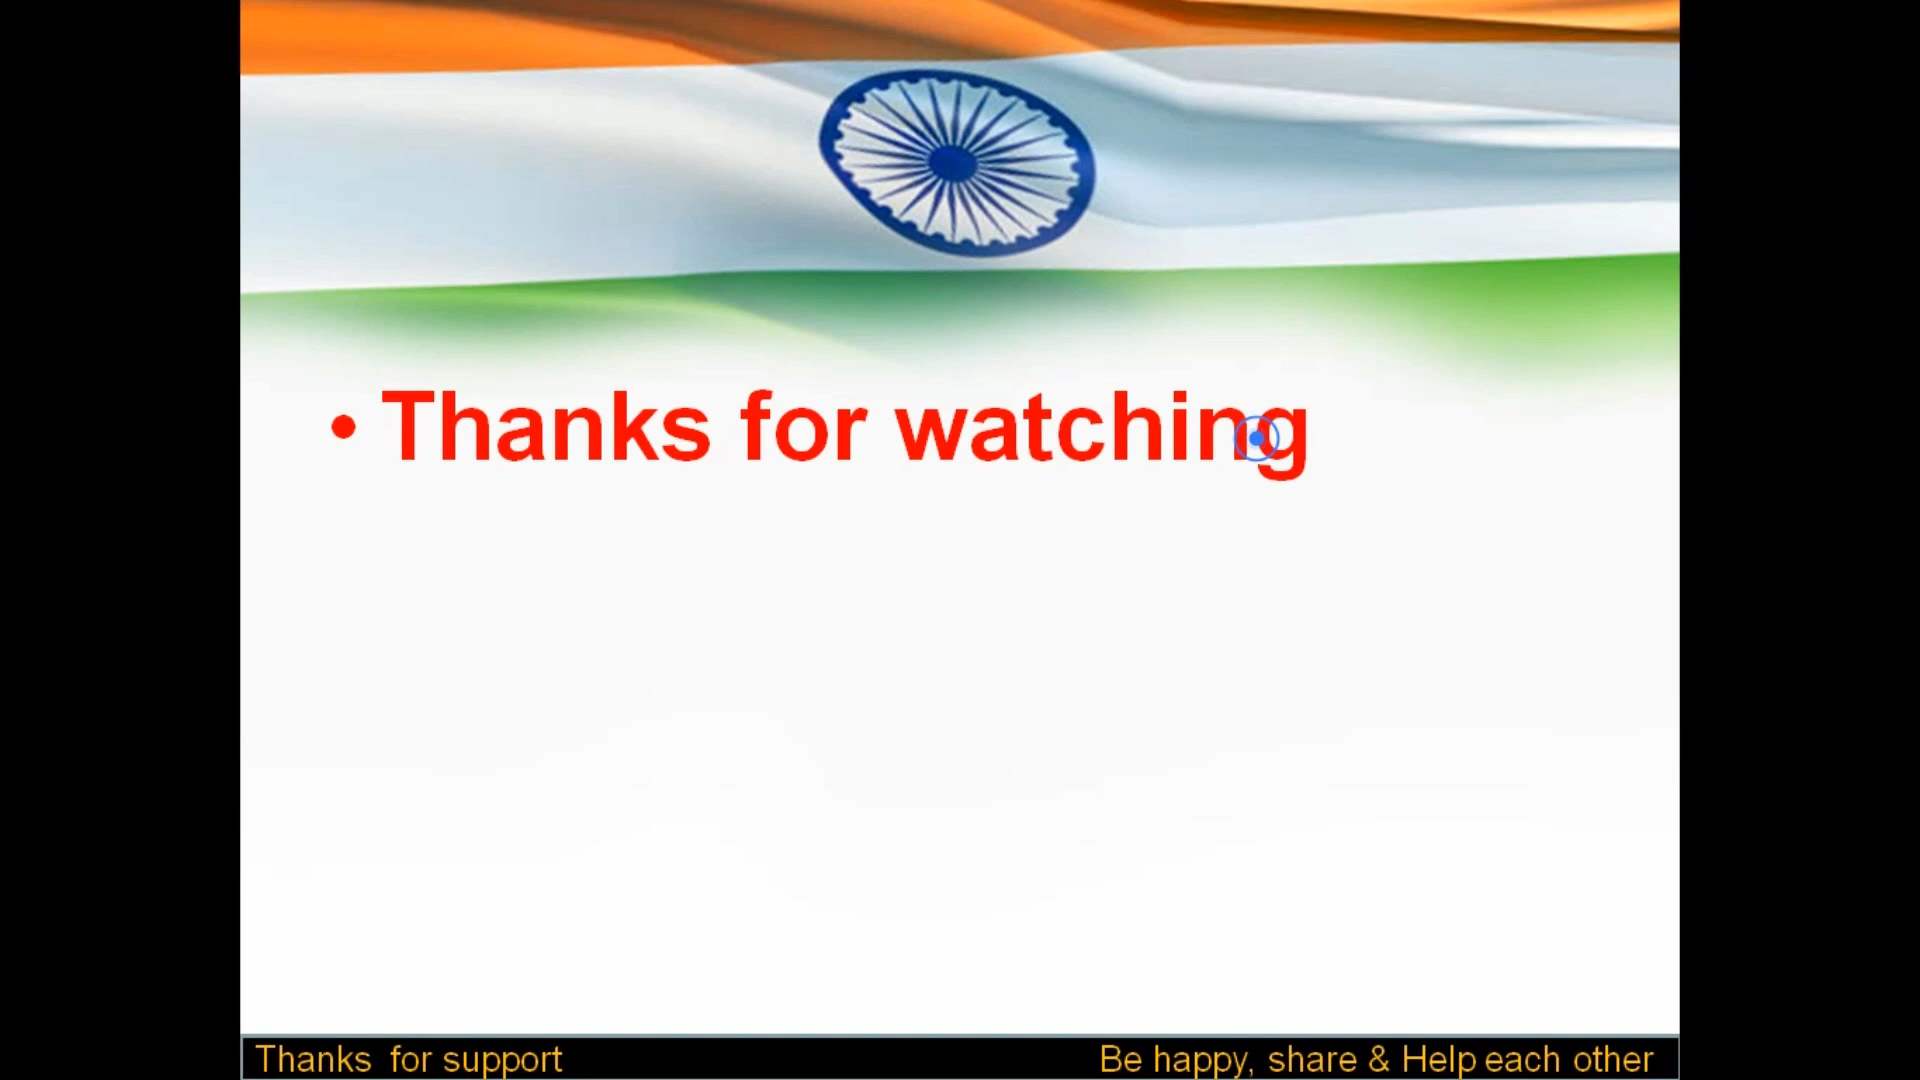 • Thanks for watching
Thanks for support
Be happy, share & Help each other